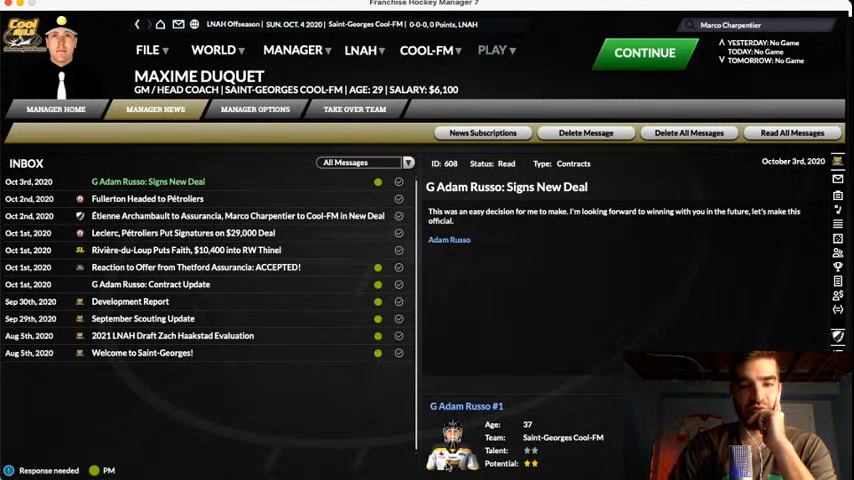 Franchise Hockey Manager 7
LNAH Offseason | SUN. OCT. 4 2020 | Saint-Georges Cool-FM | 0-0-0, 0 Points, LNAH
Marco Charpentier
FILE WORLD MANAGER LNAH COOL-FM PLAY
CONTINUE
YESTERDAY: No Game
TODAY: No Game
TOMORROW: No Game
MAXIME DUQUET
GM / HEAD COACH | SAINT-GEORGES COOL-FM | AGE: 29 | SALARY: $6,100
MANAGER HOME MANAGER NEWS MANAGER OPTIONS TAKE OVER TEAM
News Subscriptions Delete Message Delete All Messages Read All Messages
INBOX All Messages
Oct 3rd, 2020 G Adam Russo: Signs New Deal
Oct 2nd, 2020 Fullerton Headed to Pétroliers
Oct 2nd, 2020 Étienne Archambault to Assurancia, Marco Charpentier to Cool-FM in New Deal
Oct 1st, 2020 Leclerc, Pétroliers Put Signatures on $29,000 Deal
Oct 1st, 2020 Rivière-du-Loup Puts Faith, $10,400 into RW Thinel
Oct 1st, 2020 Reaction to Offer from Thetford Assurancia: ACCEPTED!
Oct 1st, 2020 G Adam Russo: Contract Update
Sep 30th, 2020 Development Report
Sep 29th, 2020 September Scouting Update
Aug 5th, 2020 2021 LNAH Draft Zach Haakstad Evaluation
Aug 5th, 2020 Welcome to Saint-Georges!
Response needed PM
ID: 608 Status: Read Type: Contracts October 3rd, 2020
G Adam Russo: Signs New Deal
This was an easy decision for me to make. I'm looking forward to winning with you in the future, let's make this
official.
Adam Russo
G Adam Russo #1
Age: 37
Team: Saint-Georges Cool-FM
Talent:
Potential: